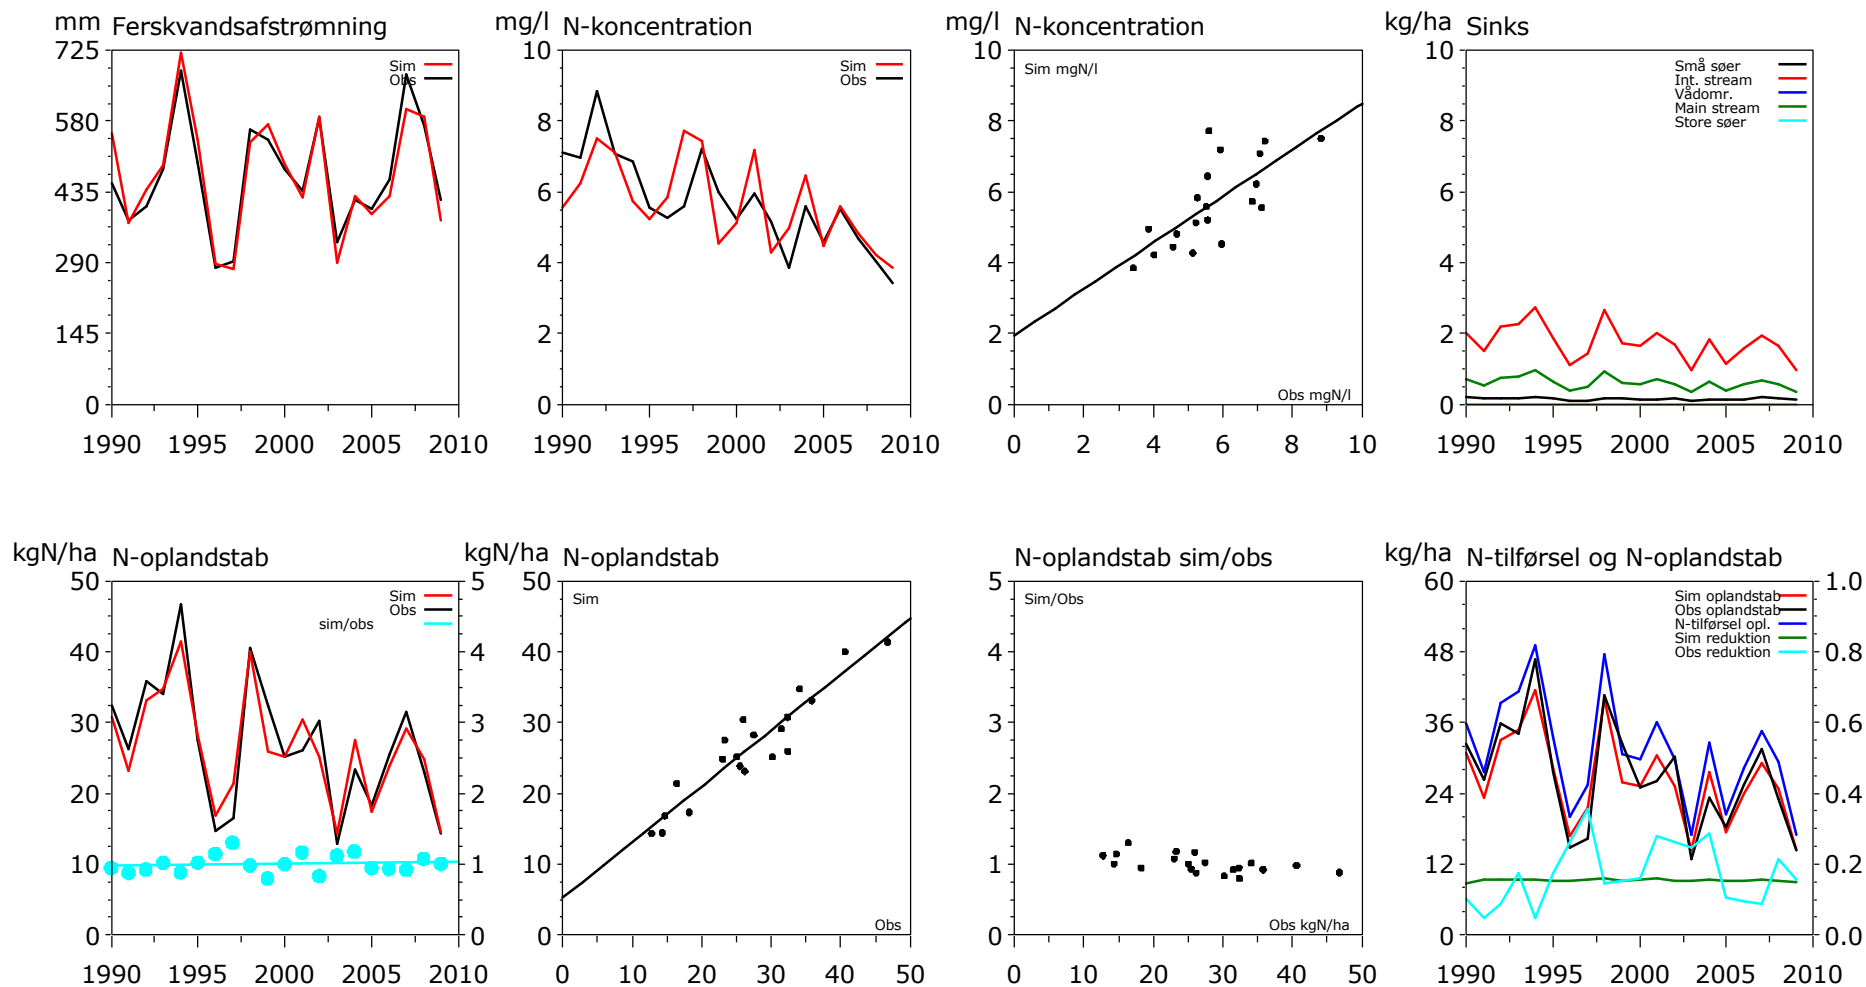 mm Ferskvandsafstrømning
725
580
435
290
145
0
1990 1995 2000 2005 2010
Sim
Obs
mg/l N-koncentration
10
8
6
4
2
0
1990 1995 2000 2005 2010
Sim
Obs
mg/l N-koncentration
10
8
6
4
2
0
0 2 4 6 8 10
Sim mgN/l
Obs mgN/l
kg/ha Sinks
10
8
6
4
2
0
1990 1995 2000 2005 2010
Små søer
Int. stream
Vådomr.
Main stream
Store søer
kgN/ha N-oplandstab
50
40
30
20
10
0
5
4
3
2
1
0
1990 1995 2000 2005 2010
Sim
Obs
sim/obs
kgN/ha N-oplandstab
50
40
30
20
10
0
0 10 20 30 40 50
Sim
Obs
N-oplandstab sim/obs
5
4
3
2
1
0
0 10 20 30 40 50
Sim/Obs
Obs kgN/ha
kg/ha N-tilførsel og N-oplandstab
60
48
36
24
12
0
1.0
0.8
0.6
0.4
0.2
0.0
1990 1995 2000 2005 2010
Sim oplandstab
Obs oplandstab
N-tilførsel opl.
Sim reduktion
Obs reduktion